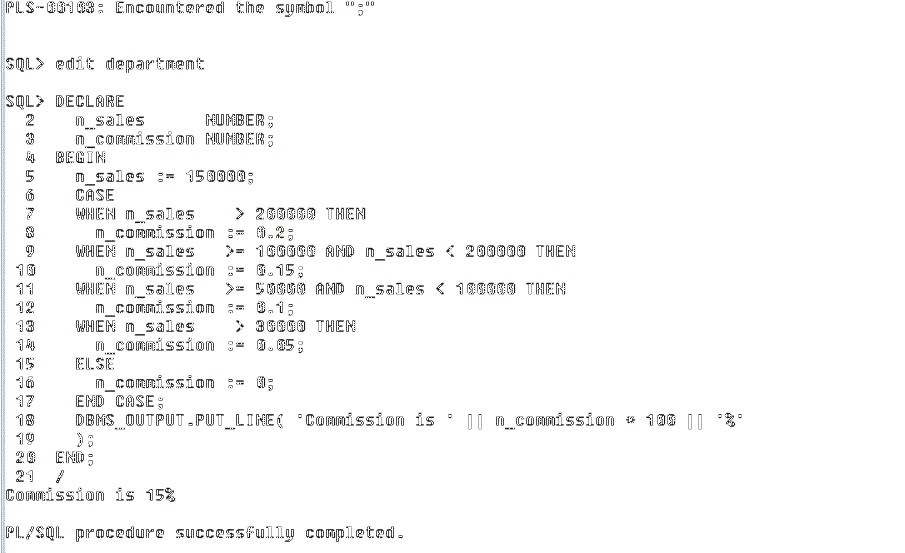 PLS-00103: Encountered the symbol ";"
SQL> edit department
SQL> DECLARE
2 n_sales NUMBER;
3 n_commission NUMBER;
4 BEGIN
5 n_sales := 150000;
6 CASE
7 WHEN n_sales > 200000 THEN
8 n_commission := 0.2;
9 WHEN n_sales >= 100000 AND n_sales < 200000 THEN
10 n_commission := 0.15;
11 WHEN n_sales >= 50000 AND n_sales < 100000 THEN
12 n_commission := 0.1;
13 WHEN n_sales > 30000 THEN
14 n_commission := 0.05;
15 ELSE
16 n_commission := 0;
17 END CASE;
18 DBMS_OUTPUT.PUT_LINE( 'Commission is ' || n_commission * 100 || '%'
19 );
20 END;
21 /
Commission is 15%
PL/SQL procedure successfully completed.